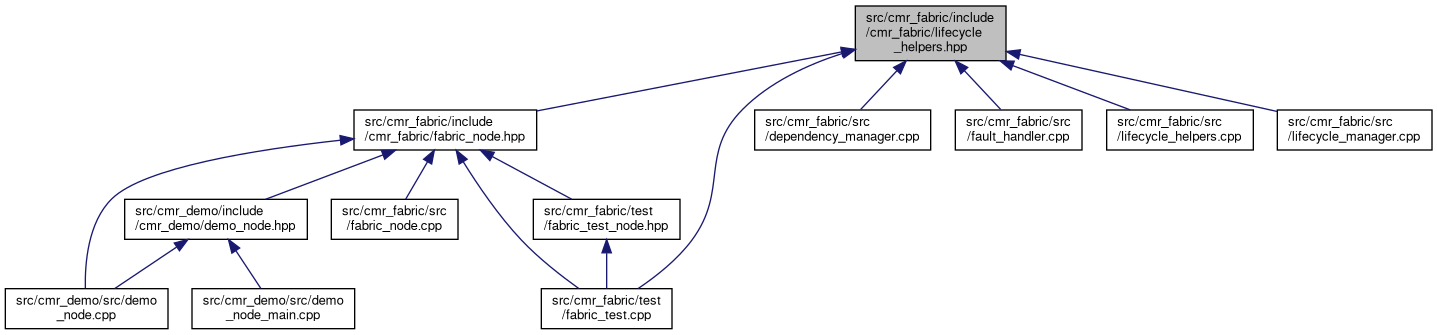 src/cmr_fabric/include
/cmr_fabric/lifecycle
_helpers.hpp
src/cmr_fabric/include
/cmr_fabric/fabric_node.hpp
src/cmr_fabric/src
/dependency_manager.cpp
src/cmr_fabric/src
/fault_handler.cpp
src/cmr_fabric/src
/lifecycle_helpers.cpp
src/cmr_fabric/src
/lifecycle_manager.cpp
src/cmr_demo/include
/cmr_demo/demo_node.hpp
src/cmr_fabric/src
/fabric_node.cpp
src/cmr_fabric/test
/fabric_test_node.hpp
src/cmr_demo/src/demo
_node.cpp
src/cmr_demo/src/demo
_node_main.cpp
src/cmr_fabric/test
/fabric_test.cpp